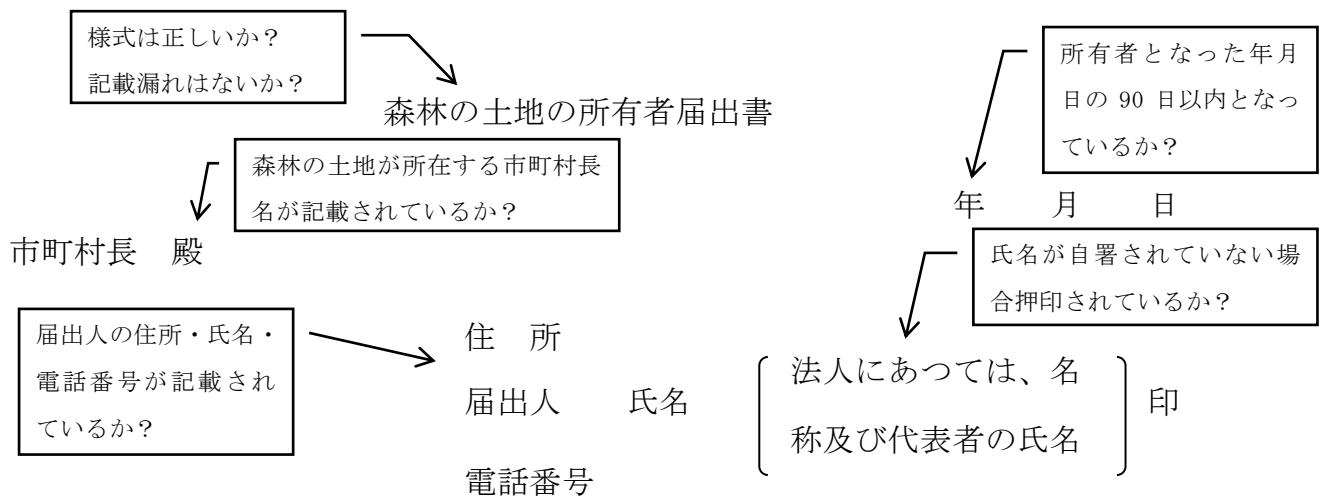 様式は正しいか？
記載漏れはないか？
所有者となった年月
日の 90 日以内となっ
ているか？
森林の土地の所有者届出書
森林の土地が所在する市町村長
名が記載されているか？
年　月　日
市町村長　殿
氏名が自署されていない場
合押印されているか？
届出人の住所・氏名・
電話番号が記載され
ているか？
住　所
届出人　氏名
法人にあつては、名
称及び代表者の氏名
印
電話番号